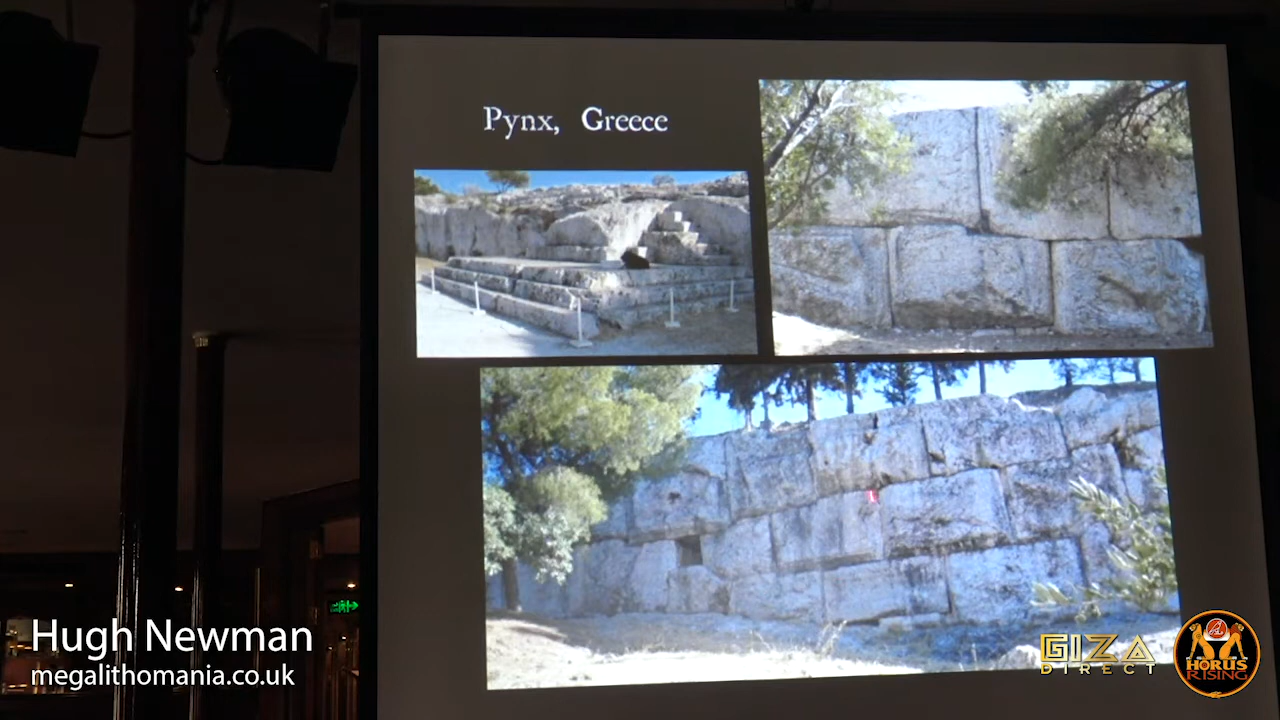 Pynx, Greece
Hugh Newman
megalithomania.co.uk
GIZA
DIRECT
HORUS
RISING